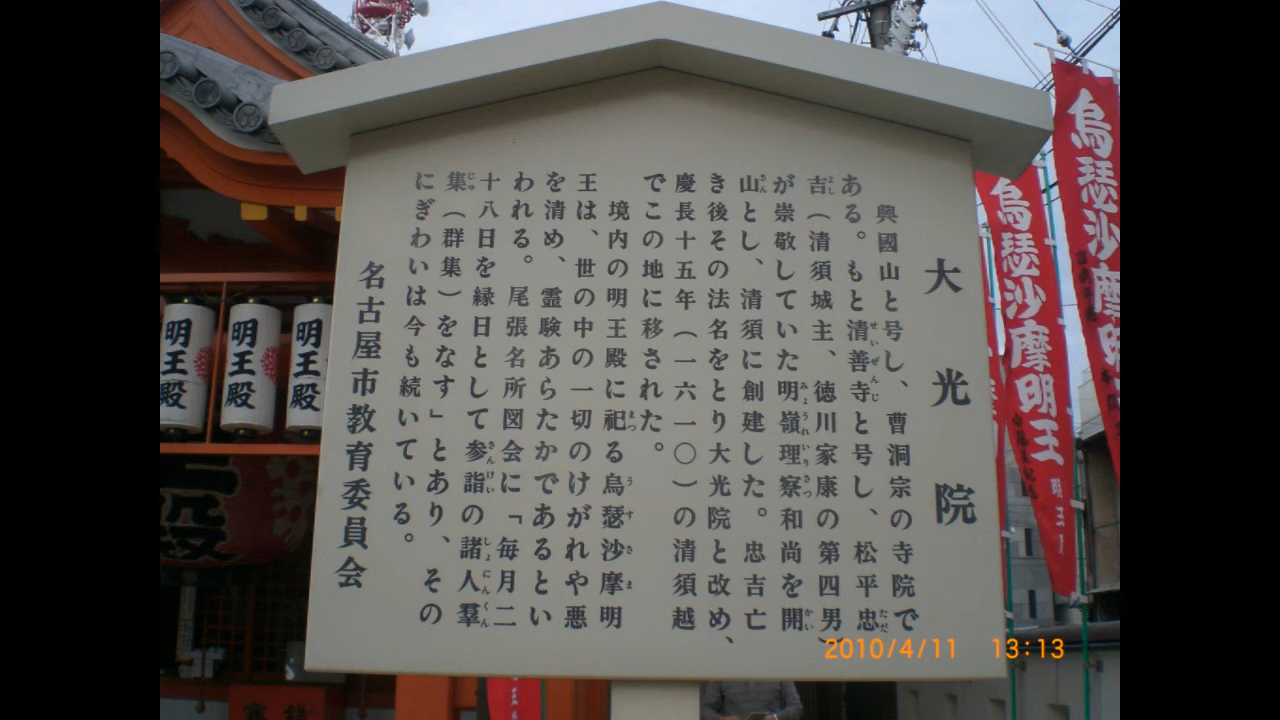 大光院
興國山と号し、曹洞宗の寺院で
ある。もと清善寺と号し、松平忠
吉（清須城主、徳川家康の第四男）
が崇敬していた明嶺理察和尚を開
山とし、清須に創建した。忠吉亡
き後その法名をとり大光院と改め、
慶長十五年（一六一〇）の清須越
でこの地に移された。
境内の明王殿に祀る烏瑟沙摩明
王は、世の中の一切のけがれや悪
を清め、霊験あらたかであるとい
われる。尾張名所図会に「毎月二
十八日を縁日として参詣の諸人羣
集（群集）をなす」とあり、その
にぎわいは今も続いている。
名古屋市教育委員会
烏瑟沙摩明
烏瑟沙摩明王
明王殿
明王殿
明王殿
2010/4/11 13:13